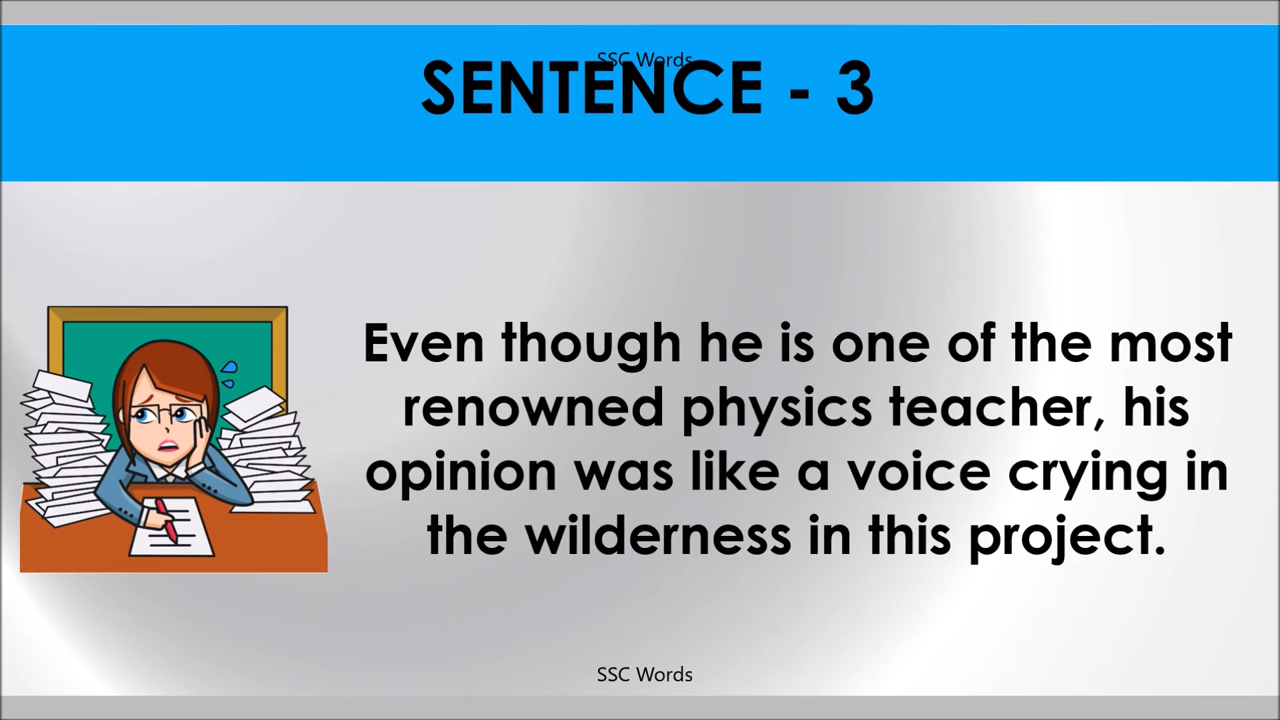 SSC Words
SENTENCE - 3
Even though he is one of the most
renowned physics teacher, his
opinion was like a voice crying in
the wilderness in this project.
SSC Words